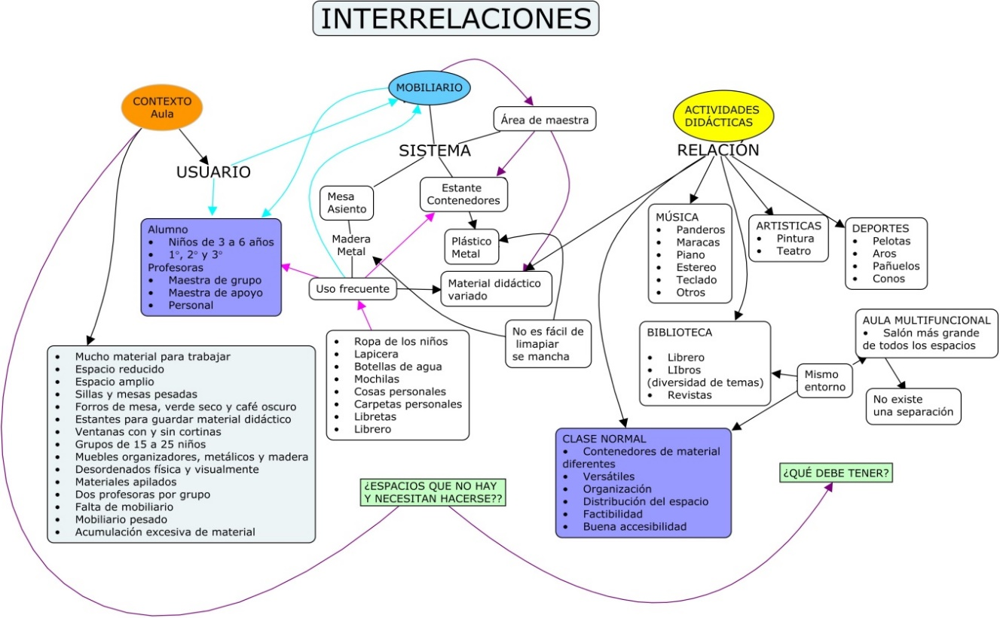 INTERRELACIONES
CONTEXTO
Aula
USUARIO
Alumno
• Niños de 3 a 6 años
• 1°, 2° y 3°
Profesoras
• Maestra de grupo
• Maestra de apoyo
• Personal
• Mucho material para trabajar
• Espacio reducido
• Espacio amplio
• Sillas y mesas pesadas
• Forros de mesa, verde seco y café oscuro
• Estantes para guardar material didáctico
• Ventanas con y sin cortinas
• Grupos de 15 a 25 niños
• Muebles organizadores, metálicos y madera
• Desordenados física y visualmente
• Materiales apilados
• Dos profesoras por grupo
• Falta de mobiliario
• Mobiliario pesado
• Acumulación excesiva de material
MOBILIARIO
Área de maestra
SISTEMA
Mesa
Asiento
Estante
Contenedores
Madera
Metal
Plástico
Metal
Uso frecuente
Material didáctico
variado
No es fácil de
limapiar
se mancha
• Ropa de los niños
• Lapicera
• Botellas de agua
• Mochilas
• Cosas personales
• Carpetas personales
• Libretas
• Librero
¿ESPACIOS QUE NO HAY
Y NECESITAN HACERSE??
ACTIVIDADES
DIDÁCTICAS
RELACIÓN
MÚSICA
• Panderos
• Maracas
• Piano
• Estereo
• Teclado
• Otros
ARTISTICAS
• Pintura
• Teatro
DEPORTES
• Pelotas
• Aros
• Pañuelos
• Conos
BIBLIOTECA
• Librero
• LIbros
(diversidad de temas)
• Revistas
Mismo
entorno
AULA MULTIFUNCIONAL
• Salón más grande
de todos los espacios
No existe
una separación
CLASE NORMAL
• Contenedores de material
diferentes
• Versátiles
• Organización
• Distribución del espacio
• Factibilidad
• Buena accesibilidad
¿QUÉ DEBE TENER?